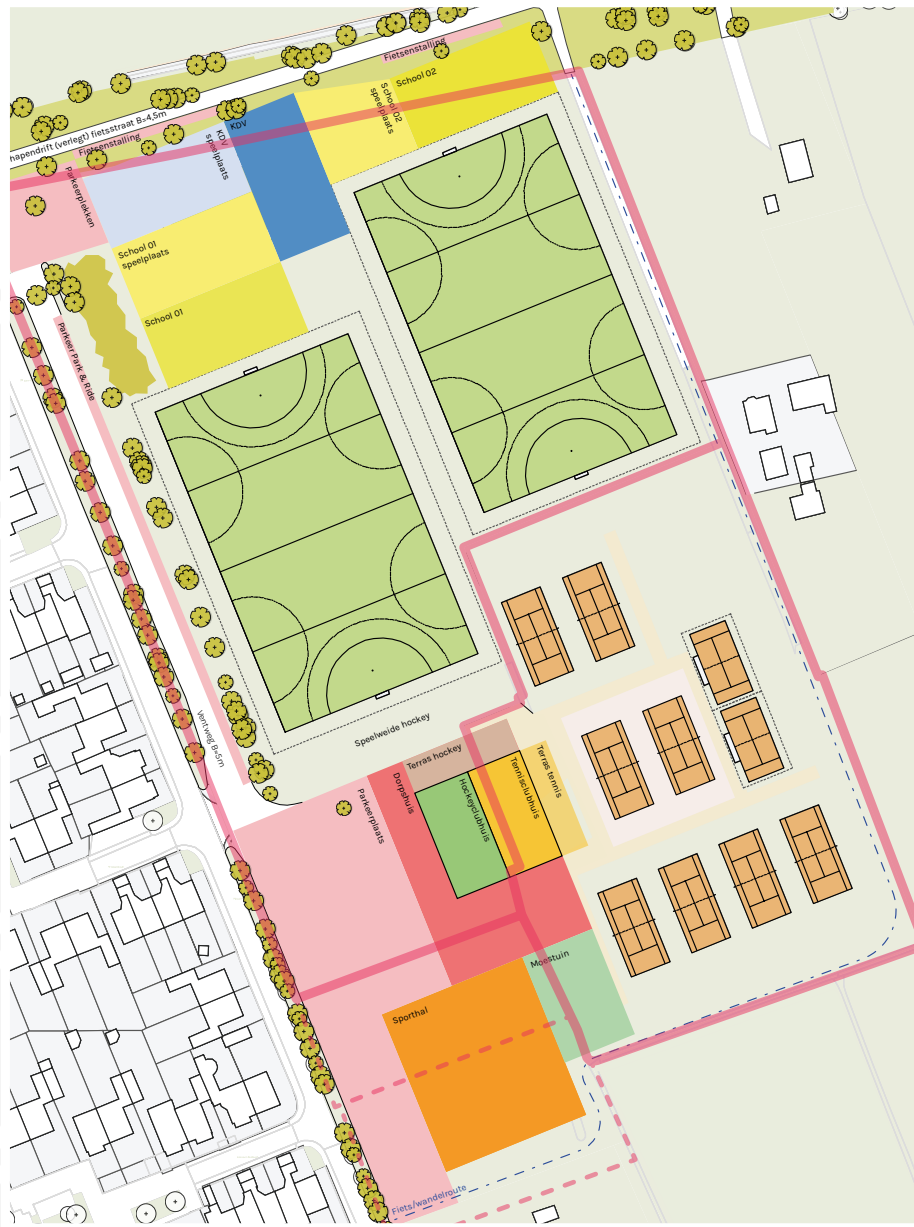 Fietsenstalling
School 02
School 02
speelplaats
KDV
KDV
speelplaats
hapendrift (verlegt) fietsstraat B=4,5m
Fietsenstalling
Parkeerplekken
School 01
speelplaats
School 01
Parkeer Park & Ride
Ventweg B=5m
Speelweide hockey
Terras hockey
Terras tennis
Tennisclubhuis
Hockeyclubhuis
Dorpshuis
Parkeerplaats
Moestuin
Sporthal
Fiets/wandelroute